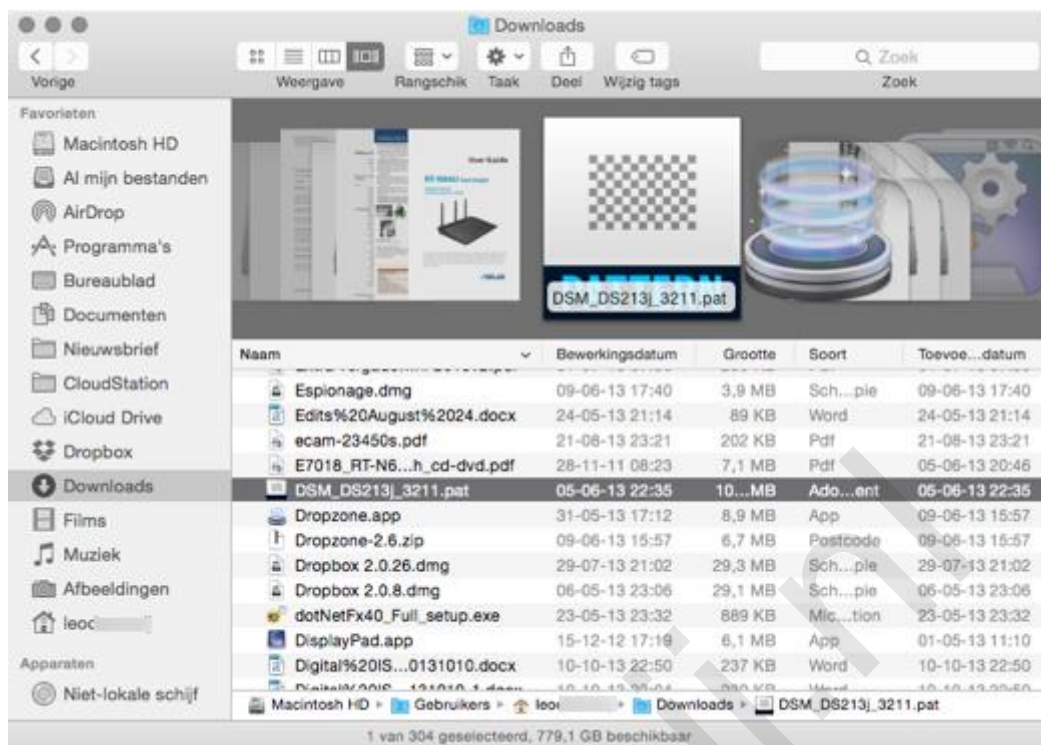 Downloads
Vorige Weergave Rangschik Taak Deel Wijzig tags Zoek
Zoek
Favorieten
Macintosh HD
Al mijn bestanden
AirDrop
Programma's
Bureaublad
Documenten
Nieuwsbrief
CloudStation
iCloud Drive
Dropbox
Downloads
Films
Muziek
Afbeeldingen
leoc
Apparaten
Niet-lokale schijf
User Guide
PATTERN
DSM_DS213j_3211.pat
Naam Bewerkingsdatum Grootte Soort Toevoe...datum
Espionage.dmg 09-06-13 17:40 3,9 MB Sch...pie 09-06-13 17:40
Edits%20August%2024.docx 24-05-13 21:14 89 KB Word 24-05-13 21:14
ecam-23450s.pdf 21-08-13 23:21 202 KB Pdf 21-08-13 23:21
E7018_RT-N6...h_cd-dvd.pdf 28-11-11 08:23 7,1 MB Pdf 05-06-13 20:46
DSM_DS213j_3211.pat 05-06-13 22:35 10...MB Ado...ent 05-06-13 22:35
Dropzone.app 31-05-13 17:12 8,9 MB App 09-06-13 15:57
Dropzone-2.6.zip 09-06-13 15:57 6,7 MB Postcode 09-06-13 15:57
Dropbox 2.0.26.dmg 29-07-13 21:02 29,3 MB Sch...pie 29-07-13 21:02
Dropbox 2.0.8.dmg 06-05-13 23:06 29,1 MB Sch...pie 06-05-13 23:06
dotNetFx40_Full_setup.exe 23-05-13 23:32 889 KB Mic...tion 23-05-13 23:32
DisplayPad.app 15-12-12 17:19 6,1 MB App 01-05-13 11:10
Digital%20IS...0131010.docx 10-10-13 22:50 237 KB Word 10-10-13 22:50
Macintosh HD Gebruikers leoc Downloads DSM_DS213j_3211.pat
1 van 304 geselecteerd, 779,1 GB beschikbaar